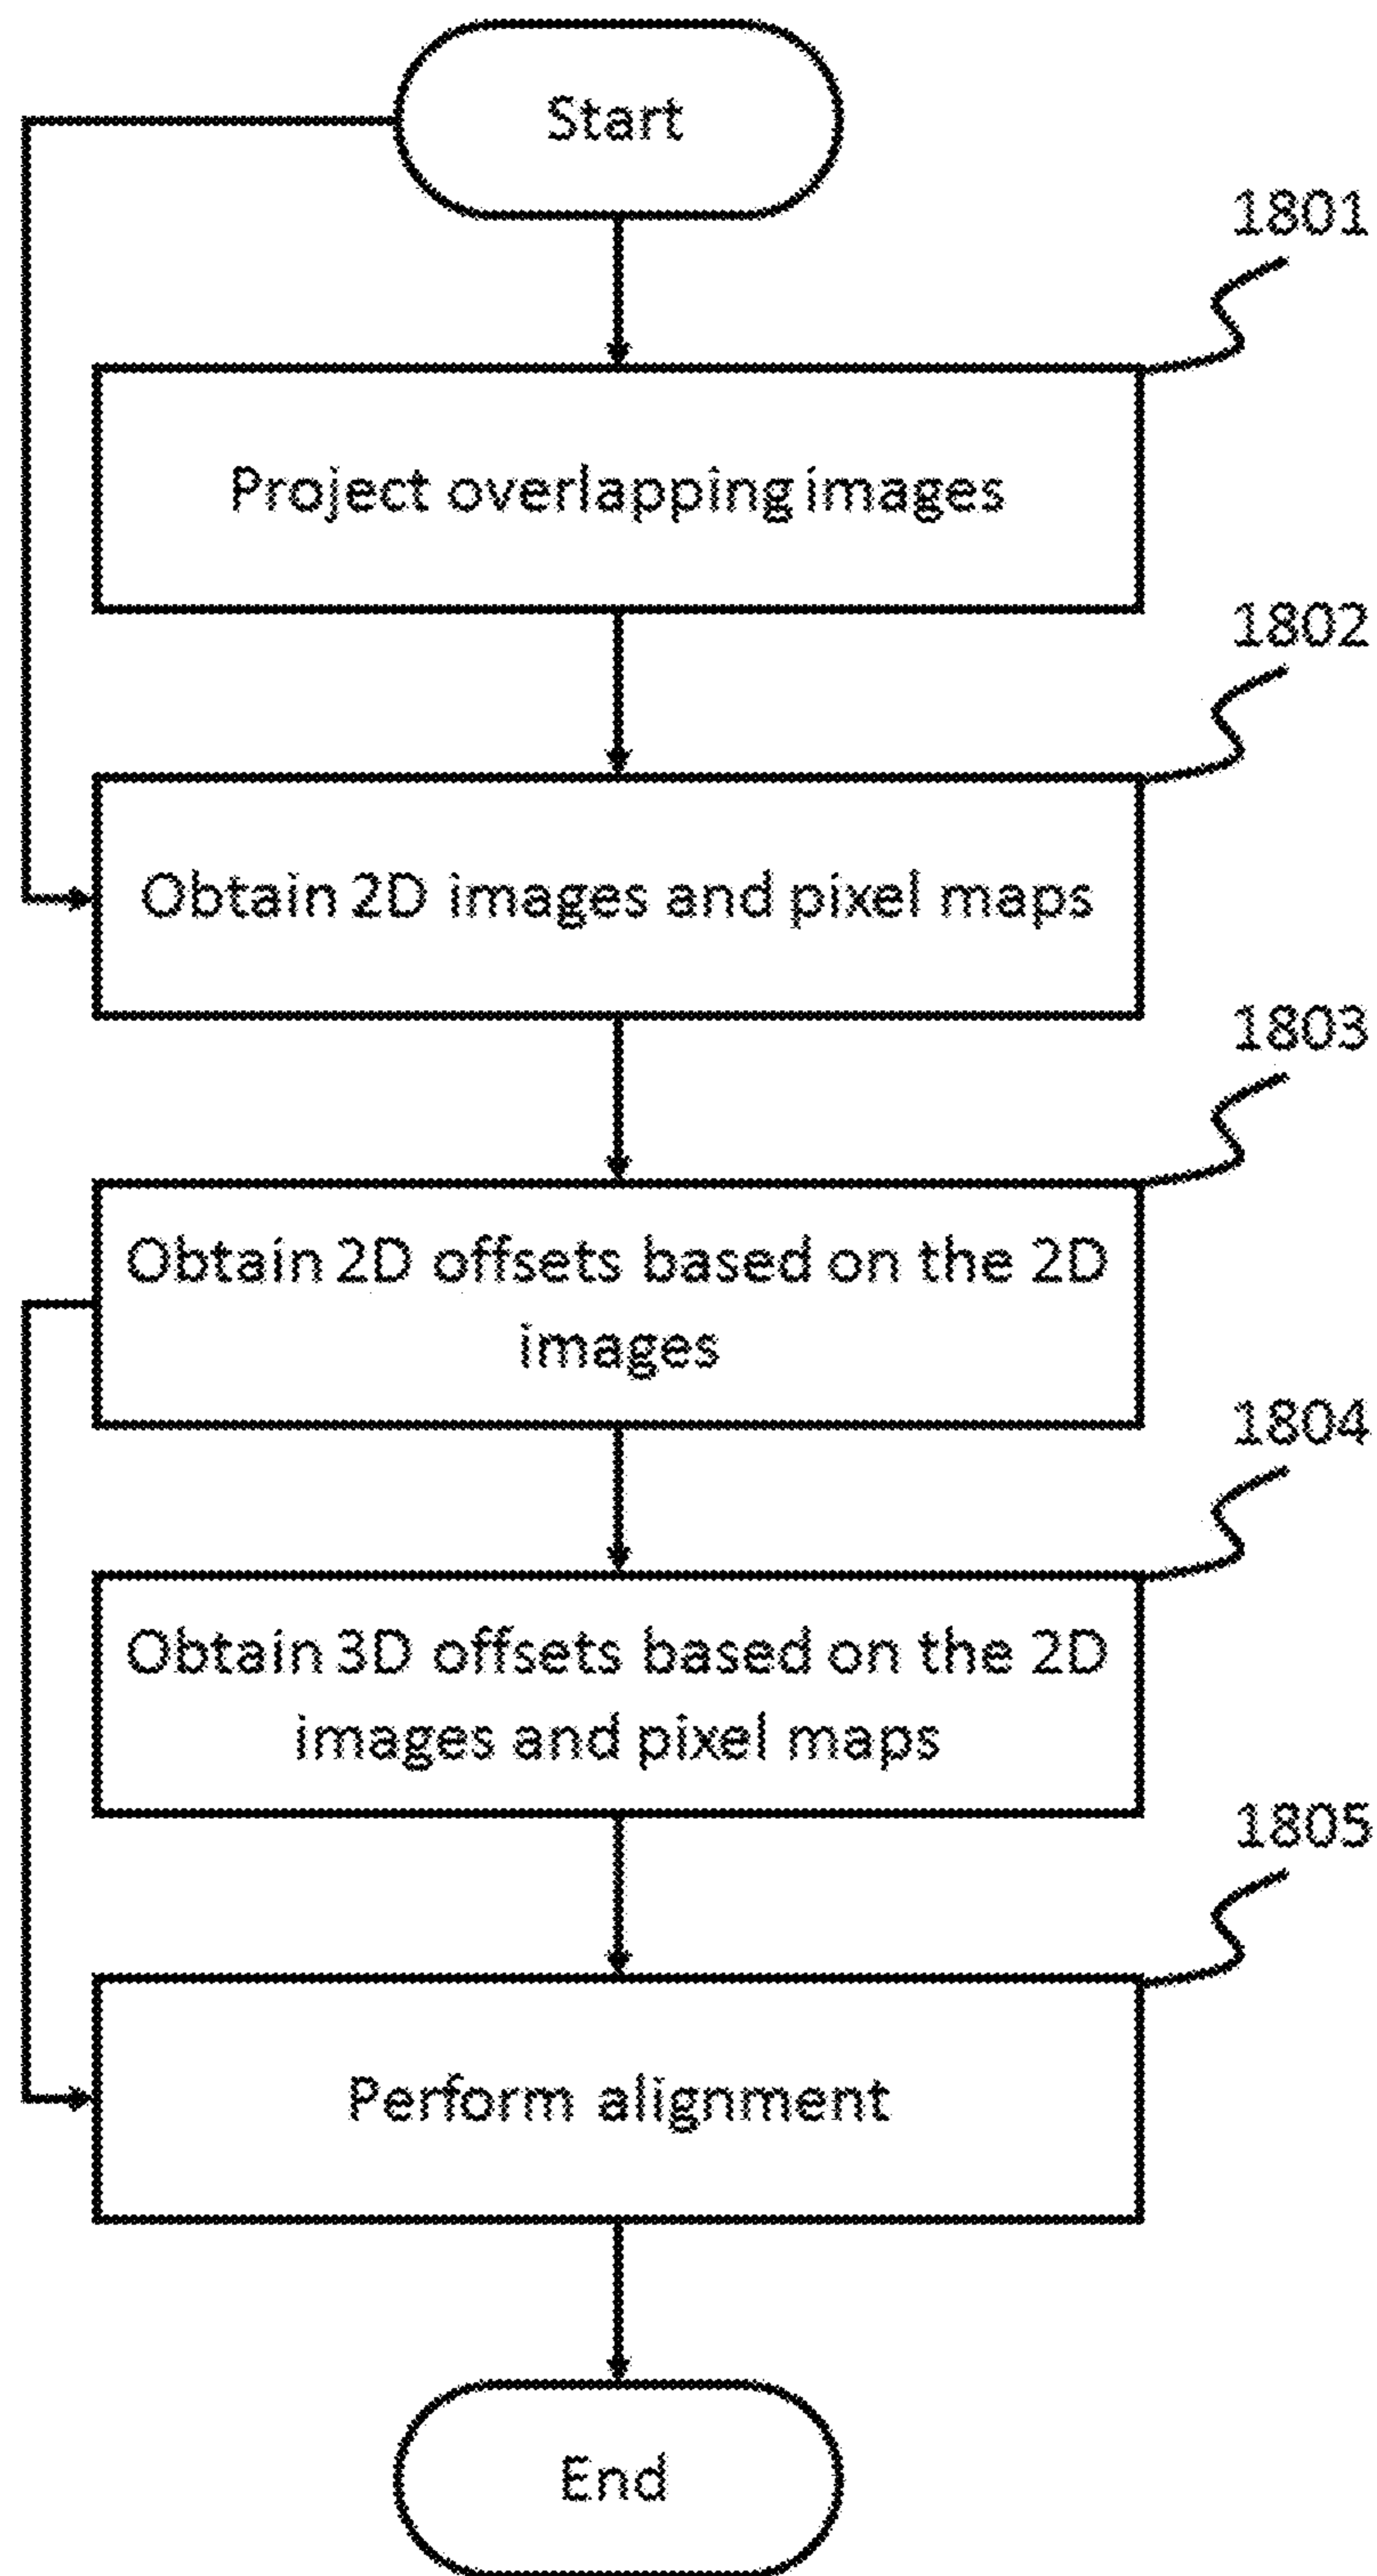 Start
1801
Project overlapping images
1802
Obtain 2D images and pixel maps
1803
Obtain 2D offsets based on the 2D
images
1804
Obtain 3D offsets based on the 2D
images and pixel maps
1805
Perform alignment
End